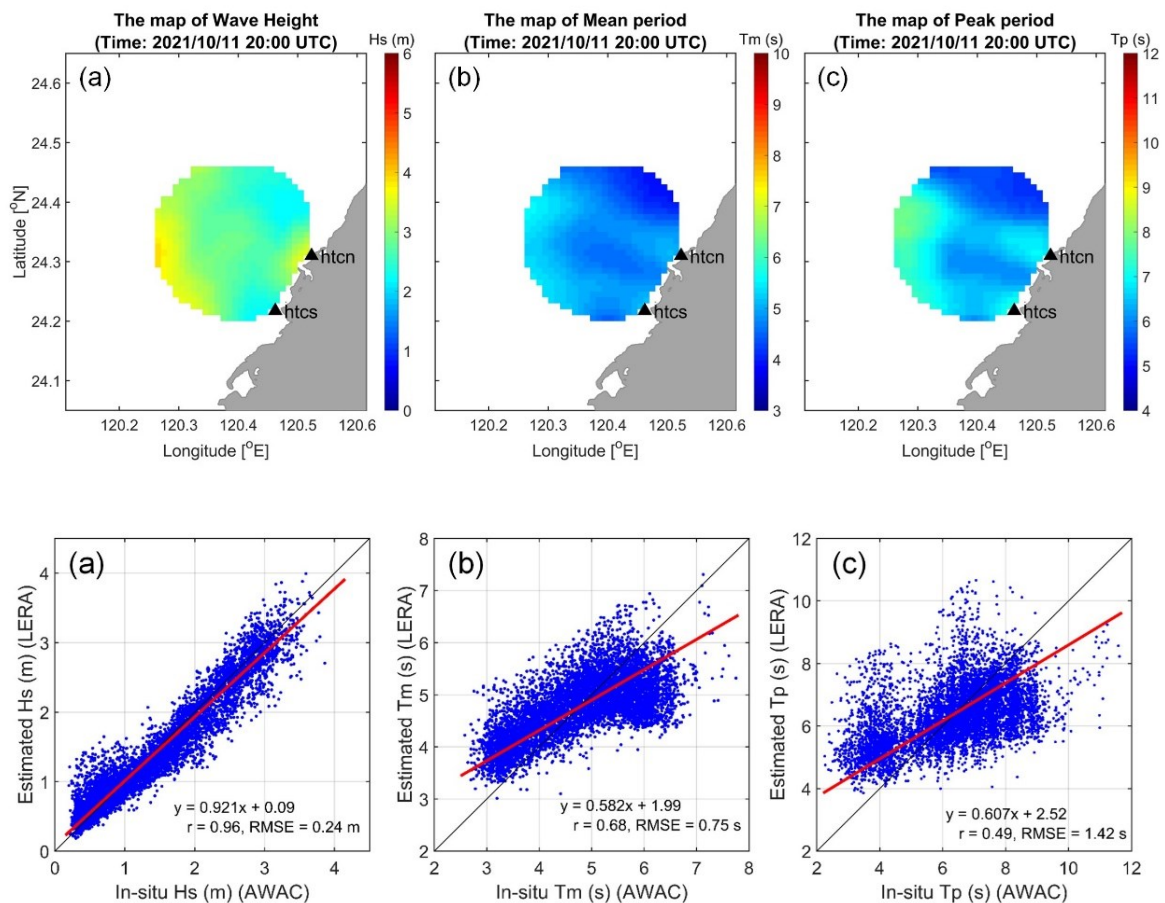 The map of Wave Height
(Time: 2021/10/11 20:00 UTC)
Hs (m)
(a)
24.6
24.5
24.4
24.3
24.2
24.1
Latitude [°N]
120.2 120.3 120.4 120.5 120.6
Longitude [°E]
htcn
htcs
6
5
4
3
2
1
0
The map of Mean period
(Time: 2021/10/11 20:00 UTC)
Tm (s)
(b)
120.2 120.3 120.4 120.5 120.6
Longitude [°E]
htcn
htcs
10
9
8
7
6
5
4
3
The map of Peak period
(Time: 2021/10/11 20:00 UTC)
Tp (s)
(c)
120.2 120.3 120.4 120.5 120.6
Longitude [°E]
htcn
htcs
12
11
10
9
8
7
6
5
4
(a)
4
3
2
1
0
Estimated Hs (m) (LERA)
y = 0.921x + 0.09
r = 0.96, RMSE = 0.24 m
0 1 2 3 4
In-situ Hs (m) (AWAC)
(b)
8
7
6
5
4
3
2
Estimated Tm (s) (LERA)
y = 0.582x + 1.99
r = 0.68, RMSE = 0.75 s
2 3 4 5 6 7 8
In-situ Tm (s) (AWAC)
(c)
12
10
8
6
4
2
Estimated Tp (s) (LERA)
y = 0.607x + 2.52
r = 0.49, RMSE = 1.42 s
2 4 6 8 10 12
In-situ Tp (s) (AWAC)